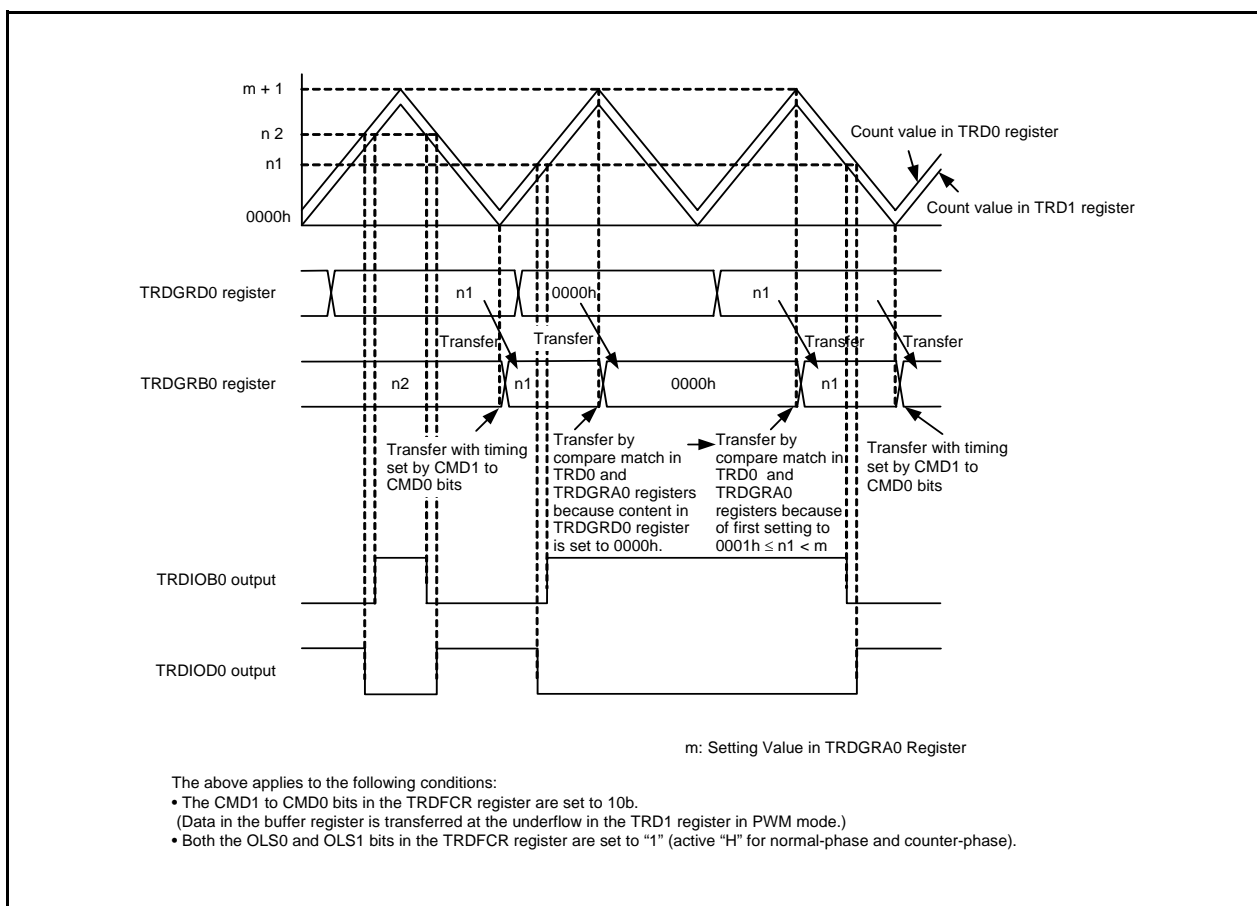 m + 1
n 2
n1
0000h
Count value in TRD0 register
Count value in TRD1 register
TRDGRD0 register
n1
0000h
n1
Transfer
Transfer
Transfer
Transfer
TRDGRB0 register
n2
n1
0000h
n1
Transfer with timing
set by CMD1 to
CMD0 bits
Transfer by
compare match in
TRD0 and
TRDGRA0 registers
because content in
TRDGRD0 register
is set to 0000h.
Transfer by
compare match in
TRD0 and
TRDGRA0
registers because
of first setting to
0001h ≤ n1 < m
Transfer with timing
set by CMD1 to
CMD0 bits
TRDIOB0 output
TRDIOD0 output
m: Setting Value in TRDGRA0 Register
The above applies to the following conditions:
• The CMD1 to CMD0 bits in the TRDFCR register are set to 10b.
(Data in the buffer register is transferred at the underflow in the TRD1 register in PWM mode.)
• Both the OLS0 and OLS1 bits in the TRDFCR register are set to “1” (active “H” for normal-phase and counter-phase).